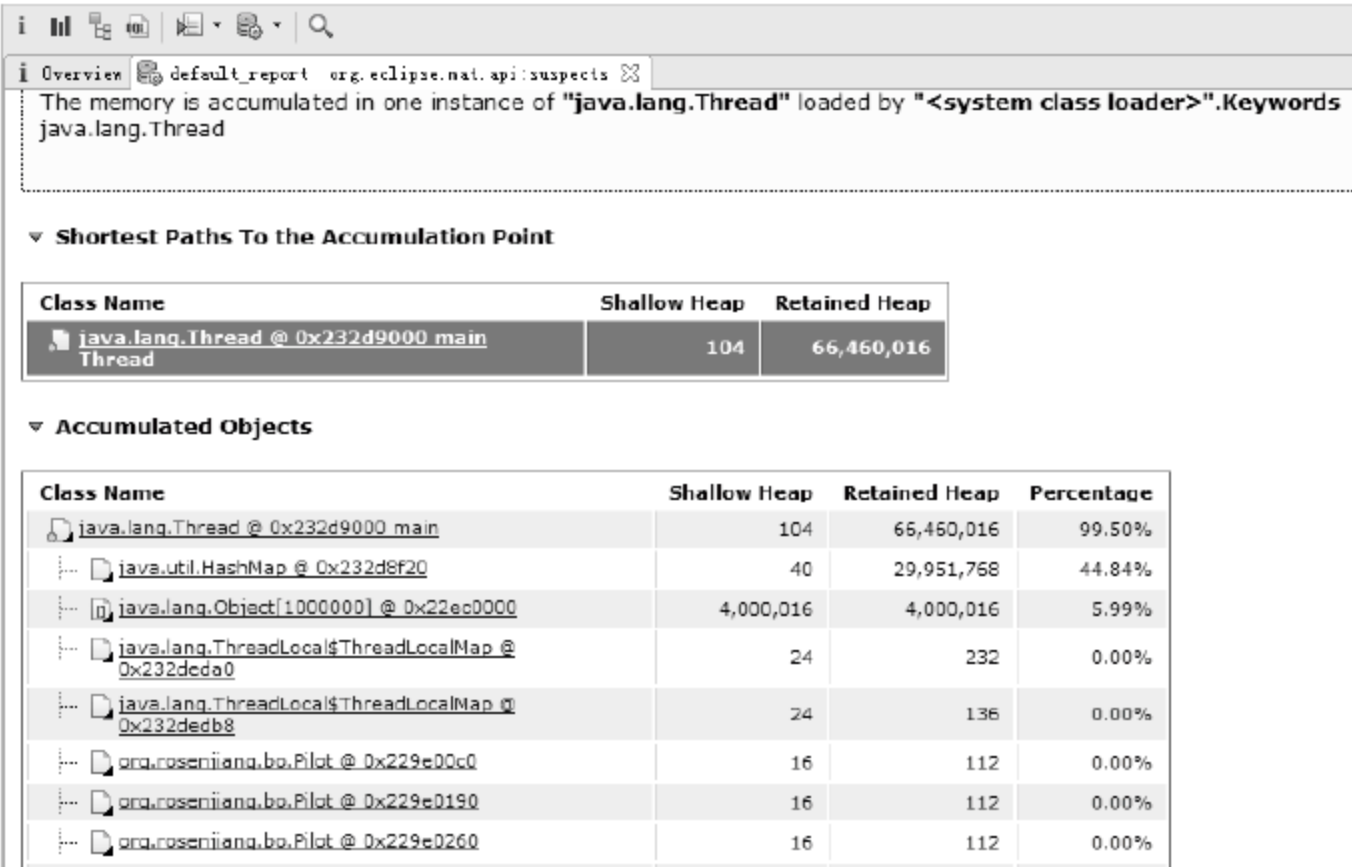 Overview default_report org.eclipse.mat.api:suspects
The memory is accumulated in one instance of "java.lang.Thread" loaded by "<system class loader>".Keywords
java.lang.Thread
Shortest Paths To the Accumulation Point
Class Name Shallow Heap Retained Heap
java.lang.Thread @ 0x232d9000 main
Thread 104 66,460,016
Accumulated Objects
Class Name Shallow Heap Retained Heap Percentage
java.lang.Thread @ 0x232d9000 main 104 66,460,016 99.50%
java.util.HashMap @ 0x232d8f20 40 29,951,768 44.84%
java.lang.Object[1000000] @ 0x22ec0000 4,000,016 4,000,016 5.99%
java.lang.ThreadLocal$ThreadLocalMap @
0x232deda0 24 232 0.00%
java.lang.ThreadLocal$ThreadLocalMap @
0x232dedb8 24 136 0.00%
org.rosenjiang.bo.Pilot @ 0x229e00c0 16 112 0.00%
org.rosenjiang.bo.Pilot @ 0x229e0190 16 112 0.00%
org.rosenjiang.bo.Pilot @ 0x229e0260 16 112 0.00%